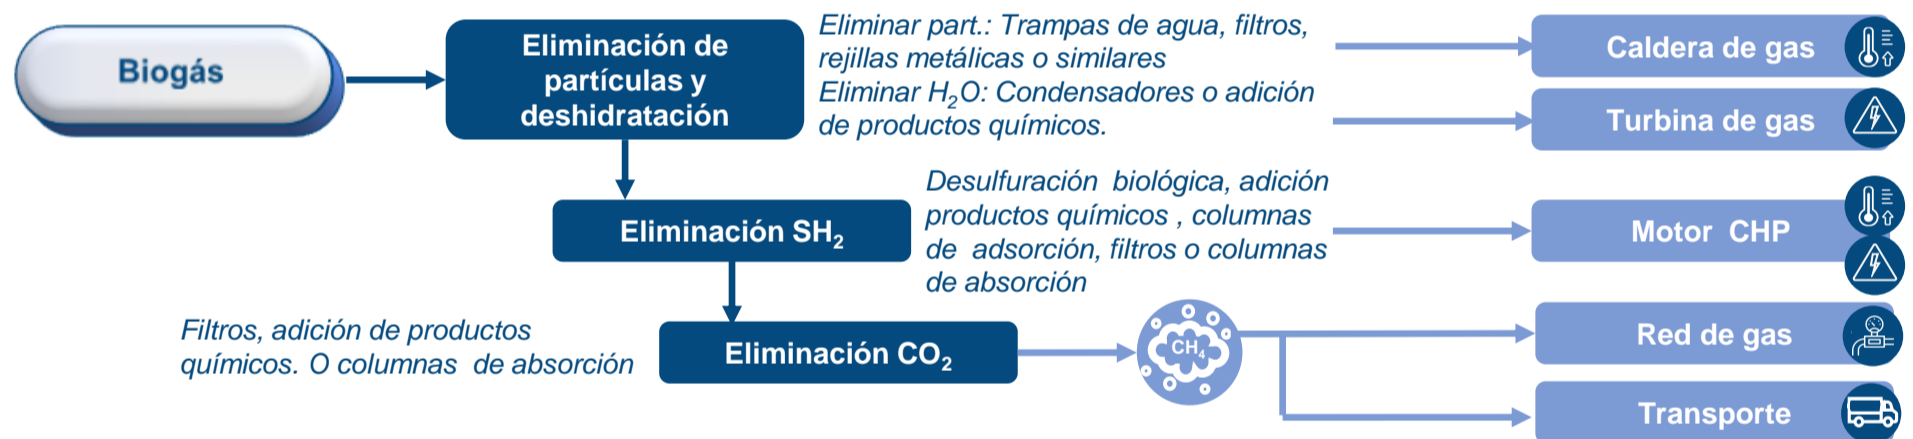 Biogás
Eliminación de
partículas y
deshidratación
Eliminar part.: Trampas de agua, filtros,
rejillas metálicas o similares
Eliminar H₂O: Condensadores o adición
de productos químicos.
Caldera de gas
Turbina de gas
Eliminación SH₂
Desulfuración biológica, adición
productos químicos , columnas
de adsorción, filtros o columnas
de absorción
Motor CHP
Filtros, adición de productos
químicos. O columnas de absorción
Eliminación CO₂
CH₄
Red de gas
Transporte